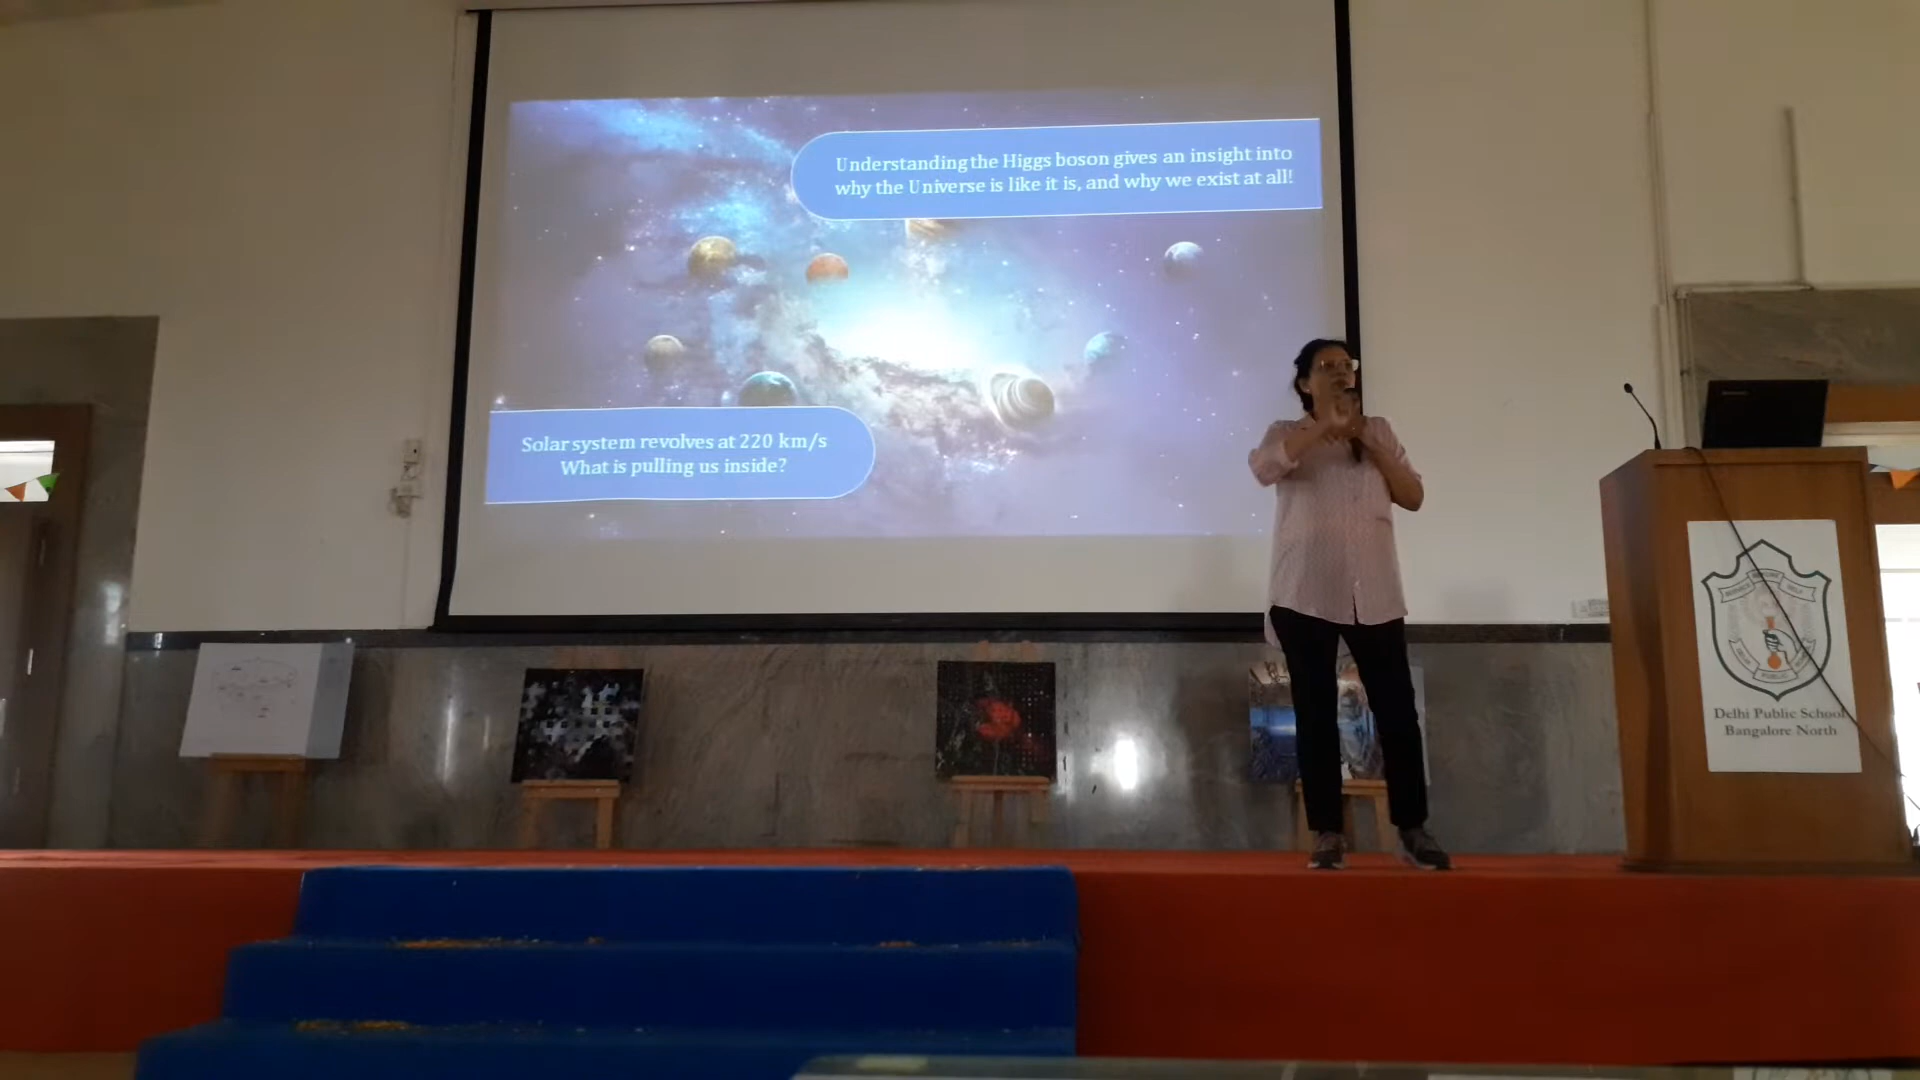 Understanding the Higgs boson gives an insight into
why the Universe is like it is, and why we exist at all!
Solar system revolves at 220 km/s
What is pulling us inside?
Delhi Public School
Bangalore North